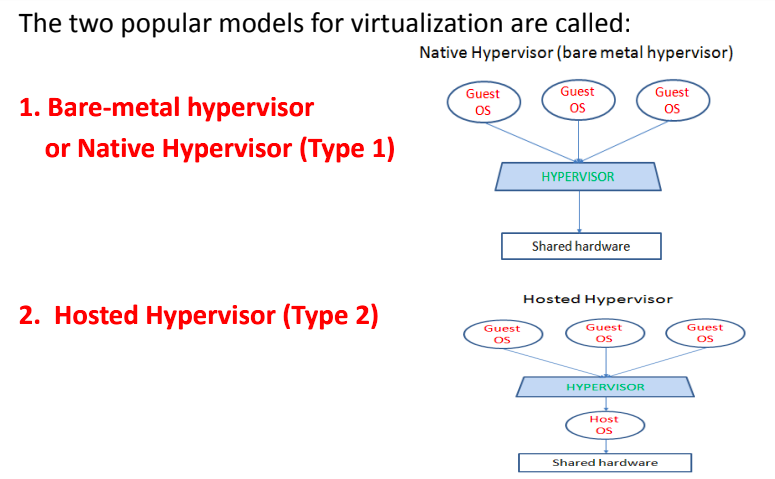 The two popular models for virtualization are called:
Native Hypervisor (bare metal hypervisor)
1. Bare-metal hypervisor
or Native Hypervisor (Type 1)
Guest
OS
Guest
OS
Guest
OS
HYPERVISOR
Shared hardware
2. Hosted Hypervisor (Type 2)
Hosted Hypervisor
Guest
OS
Guest
OS
Guest
OS
HYPERVISOR
Host
OS
Shared hardware